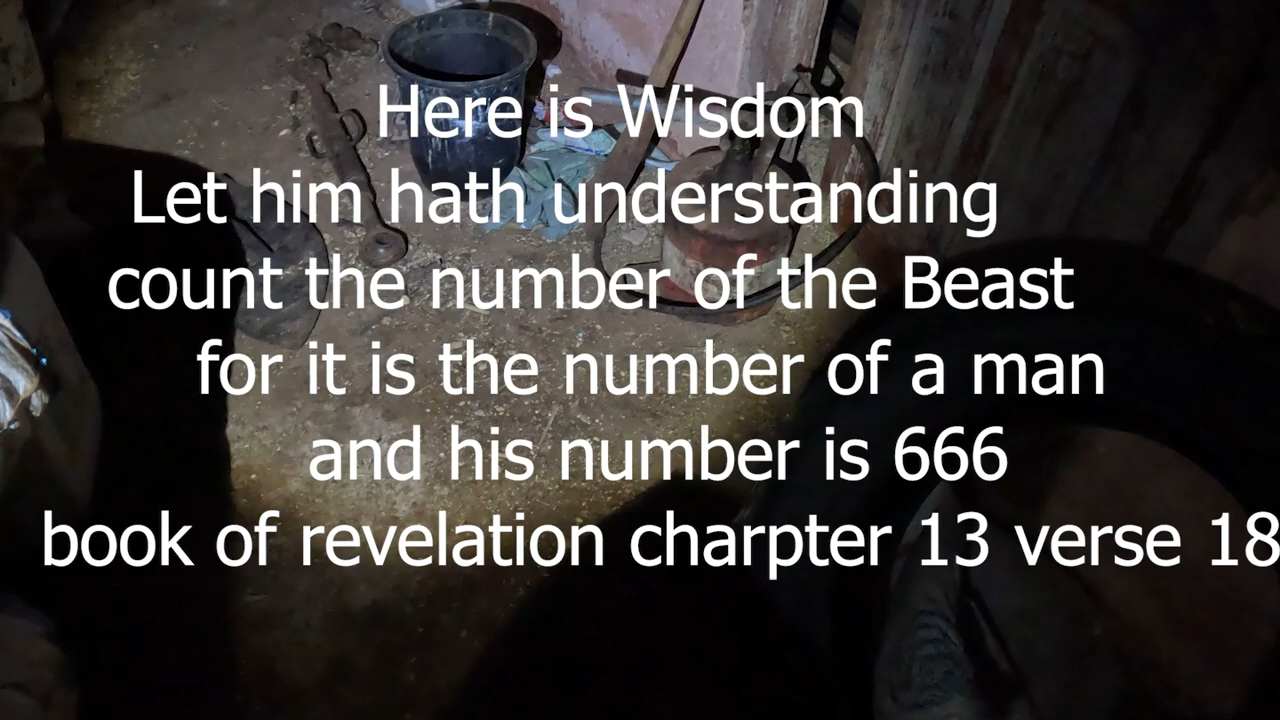 Here is Wisdom
Let him hath understanding
count the number of the Beast
for it is the number of a man
and his number is 666
book of revelation charpter 13 verse 18